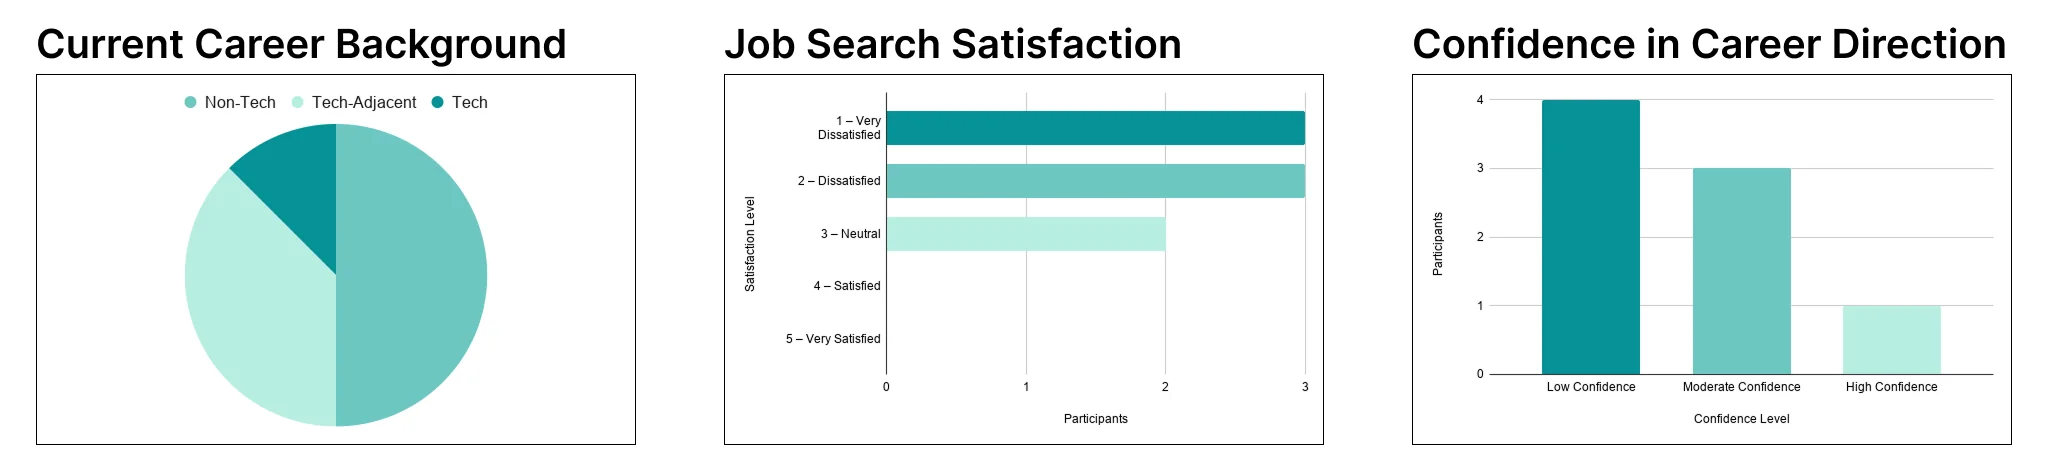 Current Career Background
Non-Tech Tech-Adjacent Tech
Job Search Satisfaction
Satisfaction Level
1 – Very
Dissatisfied
2 – Dissatisfied
3 – Neutral
4 – Satisfied
5 – Very Satisfied
0 1 2 3
Participants
Confidence in Career Direction
Participants
4
3
2
1
0
Low Confidence Moderate Confidence High Confidence
Confidence Level